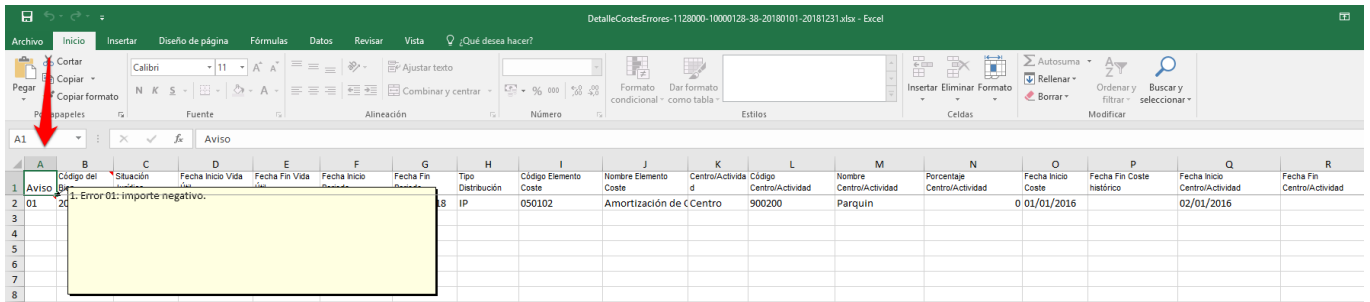 DetalleCostesErrores-1128000-10000128-38-20180101-20181231.xlsx - Excel
Archivo Inicio Insertar Diseño de página Fórmulas Datos Revisar Vista ¿Qué desea hacer?
Cortar
Copiar
Copiar formato
Pegar
Calibri 11
N K S
Ajustar texto
Combinar y centrar
% 000
Formato condicional
Dar formato como tabla
Insertar Eliminar Formato
Autosuma
Rellenar
Borrar
Ordenar y filtrar
Buscar y seleccionar
Fuente Alineación Número Estilos Celdas Modificar
A1 fx Aviso
A B C D E F G H I J K L M N O P Q R
1 Aviso Código del Situación Fecha Inicio Vida Fecha Fin Vida Fecha Inicio Fecha Fin Tipo Distribución Código Elemento Coste Nombre Elemento Coste Centro/Activida d Código Centro/Actividad Nombre Centro/Actividad Porcentaje Centro/Actividad Fecha Inicio Coste Fecha Fin Coste histórico Fecha Inicio Centro/Actividad Fecha Fin Centro/Actividad
2 01 20 18 IP 050102 Amortización de Centro 900200 Parquin 0 01/01/2016 02/01/2016
1. Error 01: importe negativo.
3
4
5
6
7
8